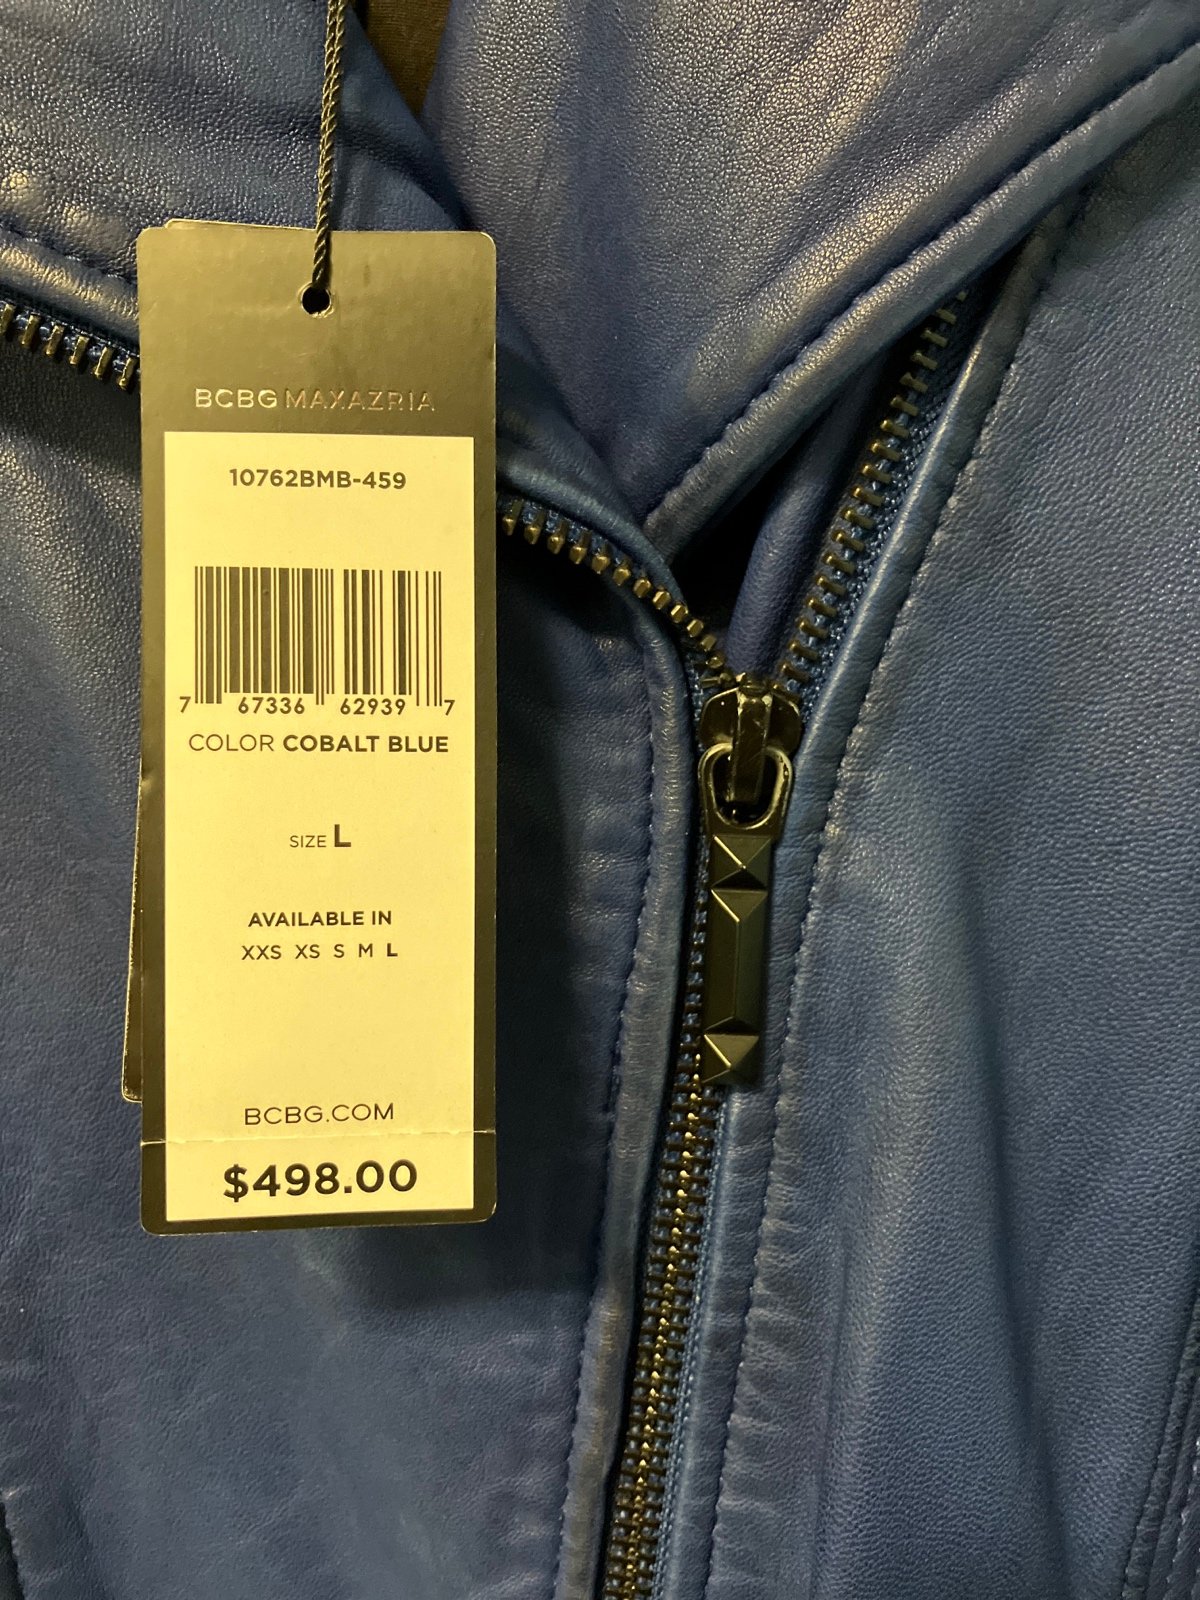 BCBGMAXAZRIA
10762BMB-459
7 67336 62939 7
COLOR COBALT BLUE
SIZE L
AVAILABLE IN
XXS XS S M L
BCBG.COM
$498.00